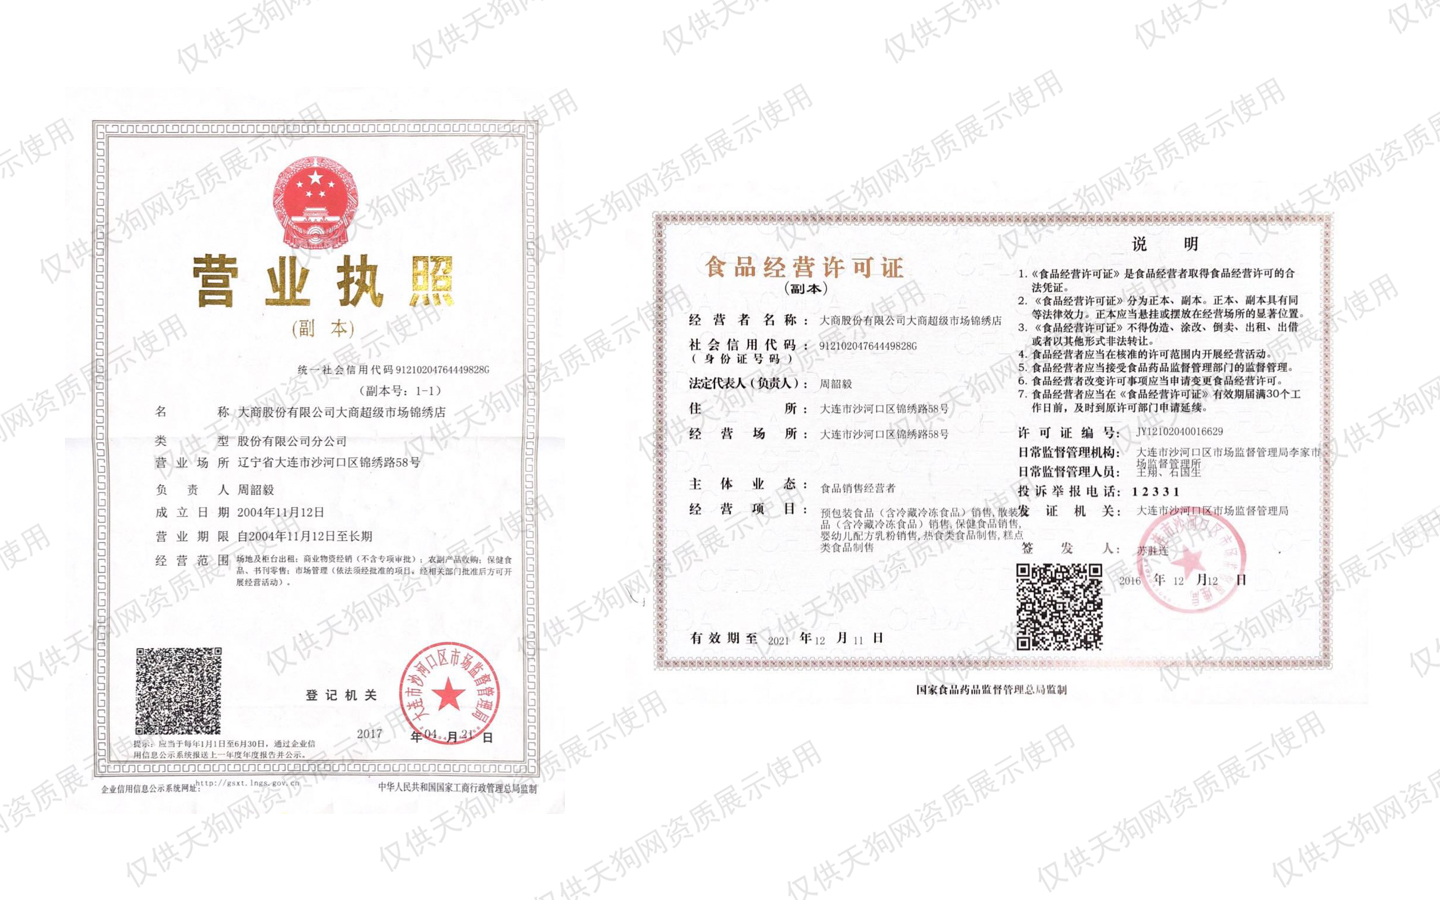 营业执照
(副 本)
统一社会信用代码 91210204764449828G
(副本号: 1-1)
名 称 大商股份有限公司大商超级市场锦绣店
类 型 股份有限公司分公司
营 业 场 所 辽宁省大连市沙河口区锦绣路58号
负 责 人 周韶毅
成 立 日 期 2004年11月12日
营 业 期 限 自2004年11月12日至长期
经 营 范 围 场地及柜台出租; 商业物资经销 (不含专项审批); 农副产品收购; 保健食
品、书刊零售; 市场管理 (依法须经批准的项目, 经相关部门批准后方可开
展经营活动) 。
登 记 机 关
大连市沙河口区市场监督管理局
2017 年 04 月 21 日
提示: 应当于每年1月1日至6月30日, 通过企业信
用信息公示系统报送上一年度年度报告并公示。
企业信用信息公示系统网址: http://gsxt.lngs.gov.cn
中华人民共和国国家工商行政管理总局监制
食品经营许可证
(副本)
经 营 者 名 称 : 大商股份有限公司大商超级市场锦绣店
社 会 信 用 代 码 : 91210204764449828G
( 身 份 证 号 码 )
法定代表人 (负责人) : 周韶毅
住 所 : 大连市沙河口区锦绣路58号
经 营 场 所 : 大连市沙河口区锦绣路58号
主 体 业 态 : 食品销售经营者
经 营 项 目 : 预包装食品(含冷藏冷冻食品)销售, 散装
品(含冷藏冷冻食品)销售, 保健食品销售,
婴幼儿配方乳粉销售, 热食类食品制售, 糕点
类食品制售
有 效 期 至 2021 年 12 月 11 日
说 明
1. 《食品经营许可证》是食品经营者取得食品经营许可的合
法凭证。
2. 《食品经营许可证》分为正本、副本。正本、副本具有同
等法律效力。正本应当悬挂或摆放在经营场所的显著位置。
3. 《食品经营许可证》不得伪造、涂改、倒卖、出租、出借
或者以其他形式非法转让。
4. 食品经营者应当在核准的许可范围内开展经营活动。
5. 食品经营者应当接受食品药品监督管理部门的监督管理。
6. 食品经营者改变许可事项应当申请变更食品经营许可。
7. 食品经营者应当在《食品经营许可证》有效期届满30个工
作日前, 及时到原许可部门申请延续。
许 可 证 编 号: JY12102040016629
日常监督管理机构: 大连市沙河口区市场监督管理局李家市
场监督管理所
日常监督管理人员: 王翔、石国生
投 诉 举 报 电 话: 12331
发 证 机 关: 大连市沙河口区市场监督管理局
签 发 人: 苏驻连
2016 年 12 月 12 日
国家食品药品监督管理总局监制
仅供天狗网资质展示使用